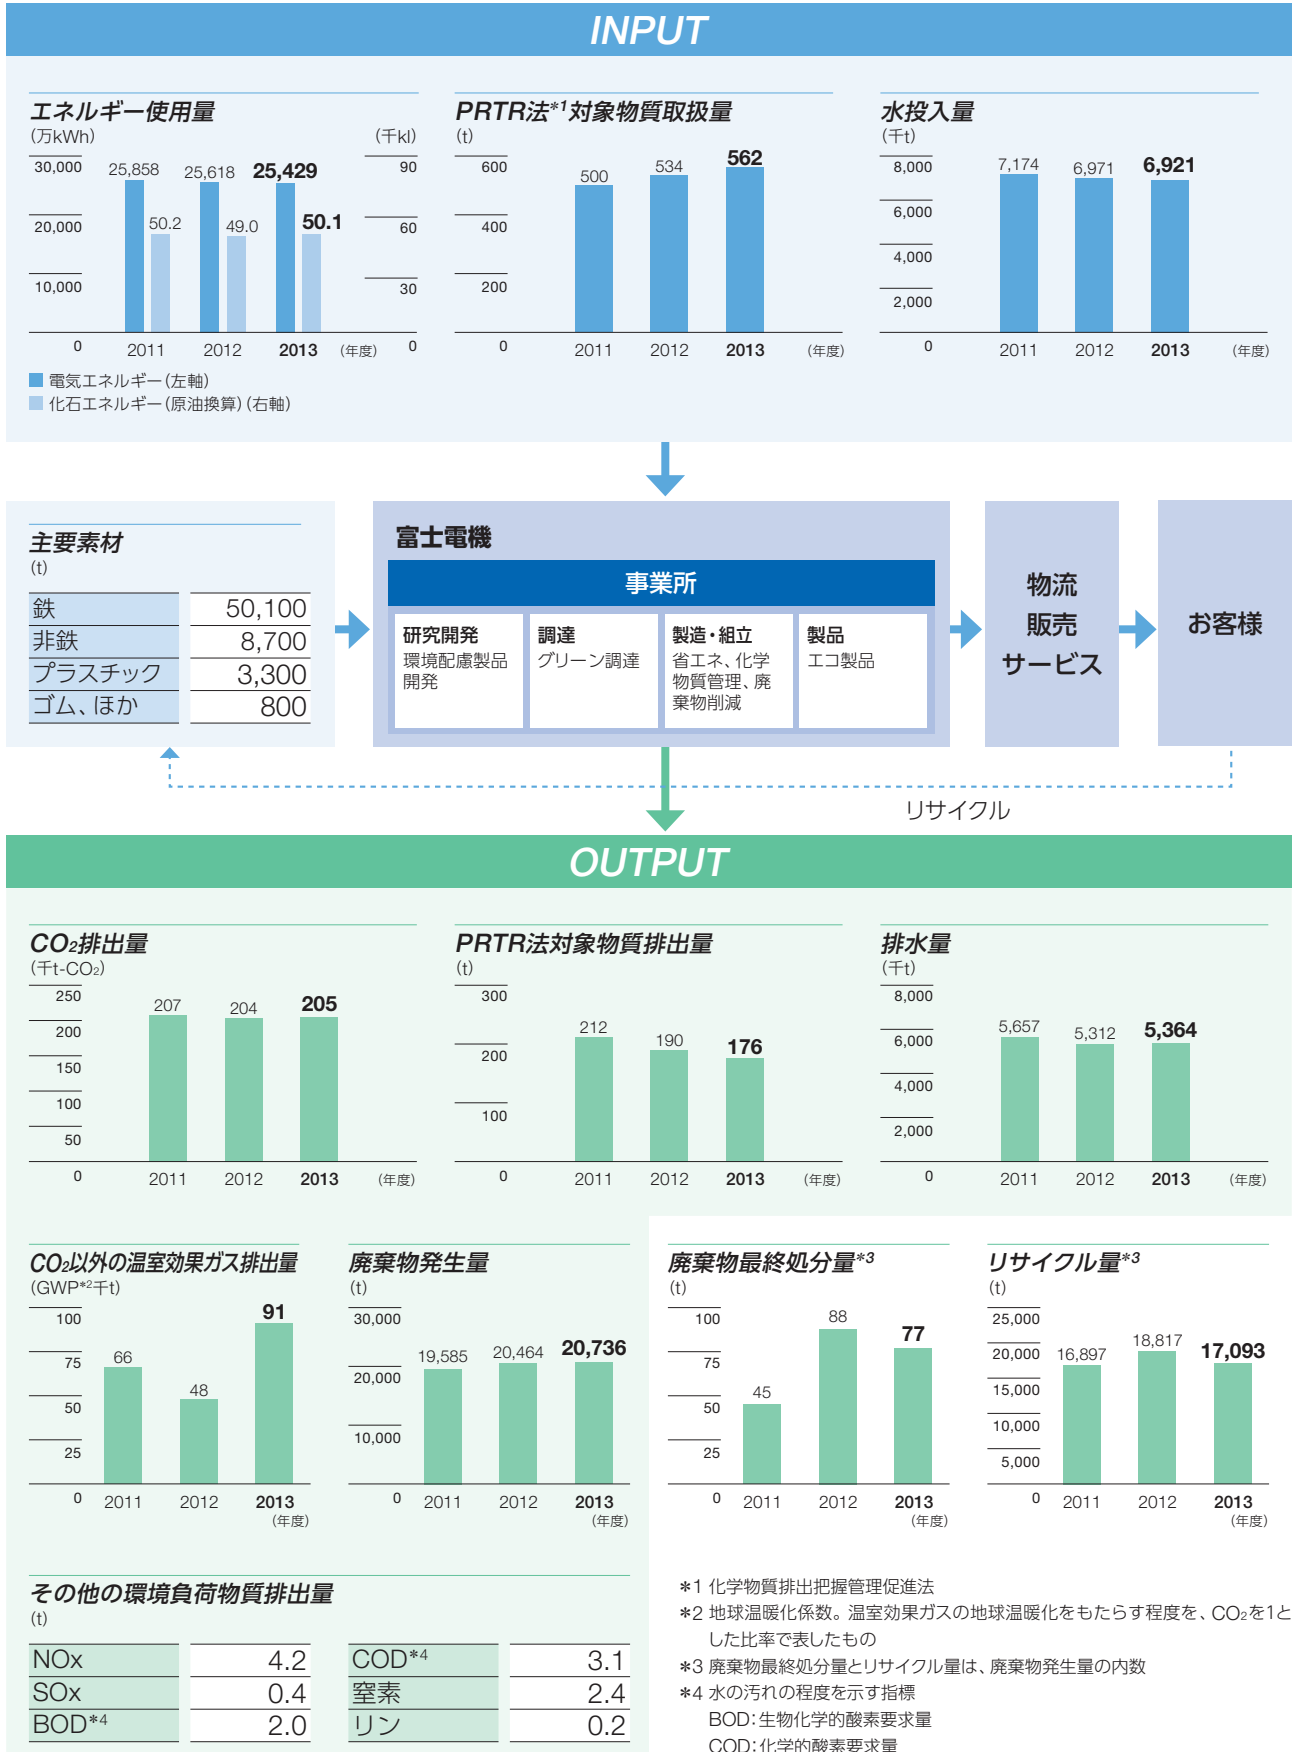 INPUT
エネルギー使用量
(万kWh)
(千kl)
30,000
20,000
10,000
0
25,858
25,618
25,429
50.2
49.0
50.1
90
60
30
0
2011
2012
2013
(年度)
電気エネルギー(左軸)
化石エネルギー(原油換算)(右軸)
PRTR法*1対象物質取扱量
(t)
600
400
200
0
500
534
562
2011
2012
2013
(年度)
水投入量
(千t)
8,000
6,000
4,000
2,000
0
7,174
6,971
6,921
2011
2012
2013
(年度)
主要素材
(t)
鉄 50,100
非鉄 8,700
プラスチック 3,300
ゴム、ほか 800
富士電機
事業所
研究開発
環境配慮製品
開発
調達
グリーン調達
製造・組立
省エネ、化学
物質管理、廃
棄物削減
製品
エコ製品
物流
販売
サービス
お客様
リサイクル
OUTPUT
CO2排出量
(千t-CO2)
250
200
150
100
50
0
207
204
205
2011
2012
2013
(年度)
PRTR法対象物質排出量
(t)
300
200
100
0
212
190
176
2011
2012
2013
(年度)
排水量
(千t)
8,000
6,000
4,000
2,000
0
5,657
5,312
5,364
2011
2012
2013
(年度)
CO2以外の温室効果ガス排出量
(GWP*2千t)
100
75
50
25
0
66
48
91
2011
2012
2013
(年度)
廃棄物発生量
(t)
30,000
20,000
10,000
0
19,585
20,464
20,736
2011
2012
2013
(年度)
廃棄物最終処分量*3
(t)
100
75
50
25
0
45
88
77
2011
2012
2013
(年度)
リサイクル量*3
(t)
25,000
20,000
15,000
10,000
5,000
0
16,897
18,817
17,093
2011
2012
2013
(年度)
その他の環境負荷物質排出量
(t)
NOx 4.2
SOx 0.4
BOD*4 2.0
COD*4 3.1
窒素 2.4
リン 0.2
*1 化学物質排出把握管理促進法
*2 地球温暖化係数。温室効果ガスの地球温暖化をもたらす程度を、CO2を1と
した比率で表したもの
*3 廃棄物最終処分量とリサイクル量は、廃棄物発生量の内数
*4 水の汚れの程度を示す指標
BOD:生物化学的酸素要求量
COD:化学的酸素要求量